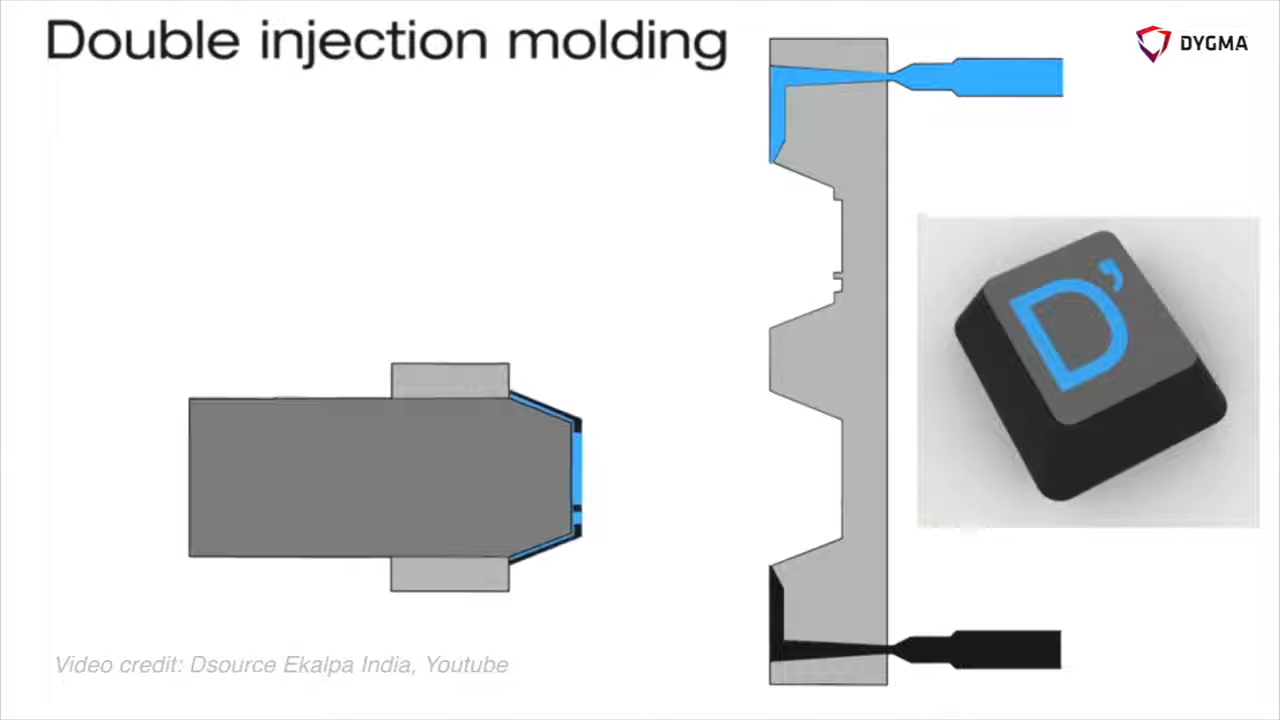 Double injection molding
DYGMA
D’
Video credit: Dsource Ekalpa India, Youtube